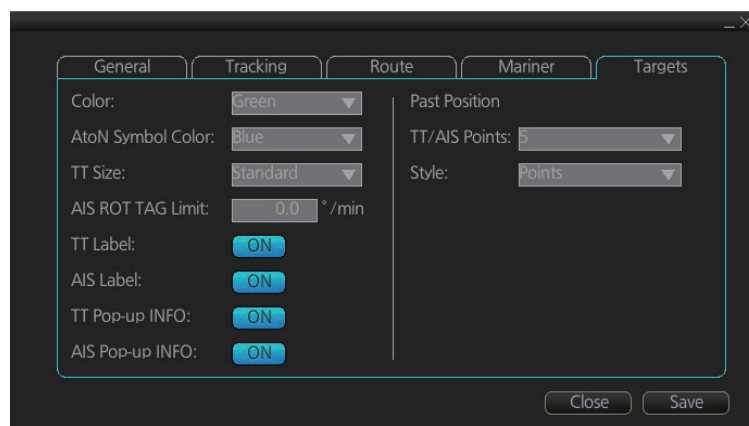 General Tracking Route Mariner Targets
Color: Green
AtoN Symbol Color: Blue
TT Size: Standard
AIS ROT TAG Limit: 0.0 °/min
TT Label: ON
AIS Label: ON
TT Pop-up INFO: ON
AIS Pop-up INFO: ON
Past Position
TT/AIS Points: 5
Style: Points
Close Save